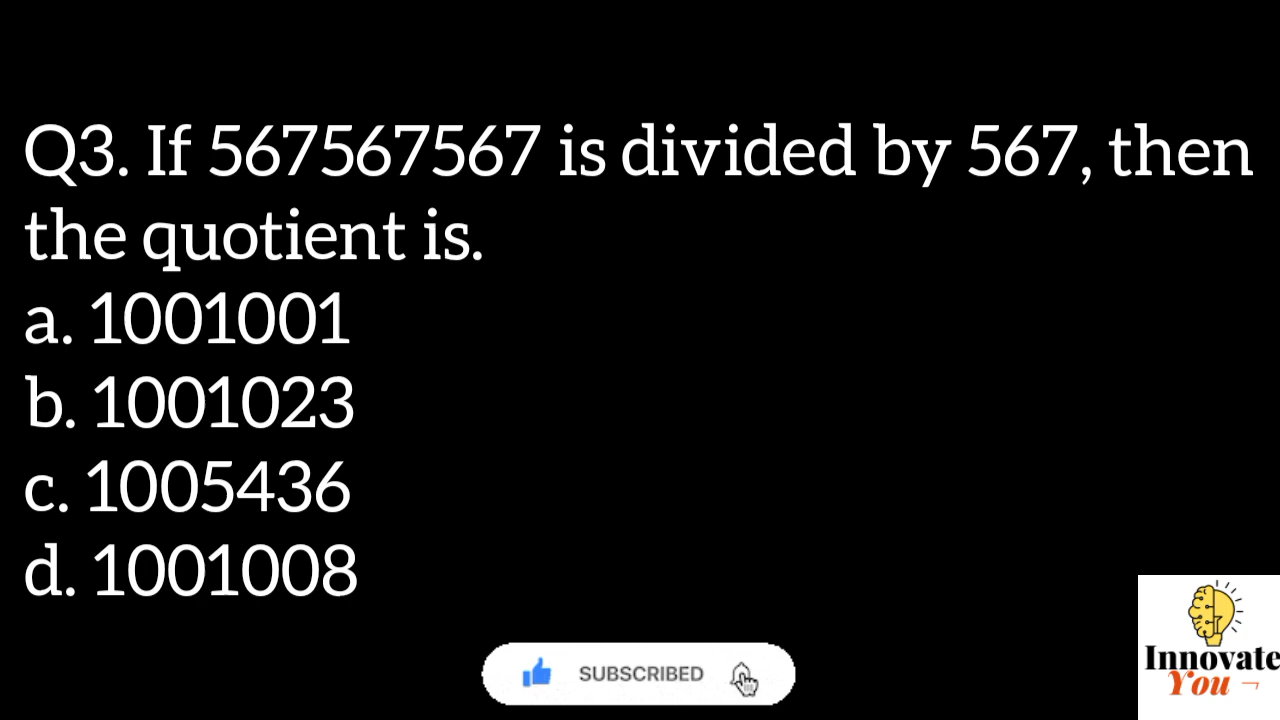 Q3. If 567567567 is divided by 567, then
the quotient is.
a. 1001001
b. 1001023
c. 1005436
d. 1001008
SUBSCRIBED
Innovate
You ¬